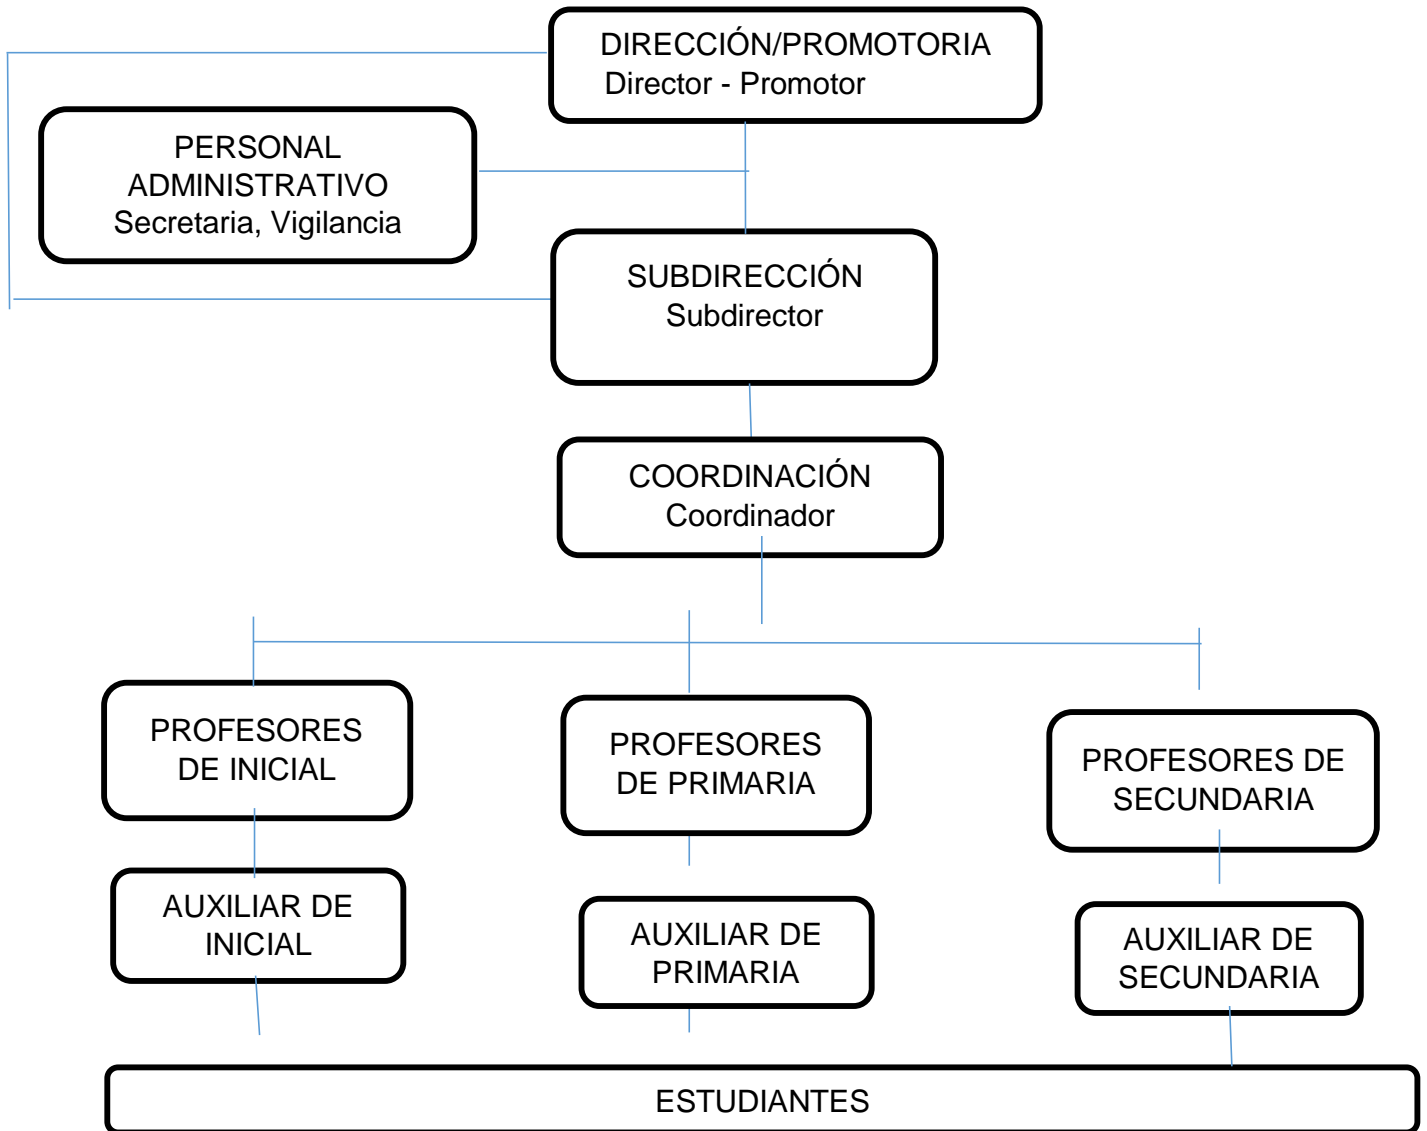 DIRECCIÓN/PROMOTORIA
Director - Promotor
PERSONAL
ADMINISTRATIVO
Secretaria, Vigilancia
SUBDIRECCIÓN
Subdirector
COORDINACIÓN
Coordinador
PROFESORES
DE INICIAL
PROFESORES
DE PRIMARIA
PROFESORES DE
SECUNDARIA
AUXILIAR DE
INICIAL
AUXILIAR DE
PRIMARIA
AUXILIAR DE
SECUNDARIA
ESTUDIANTES